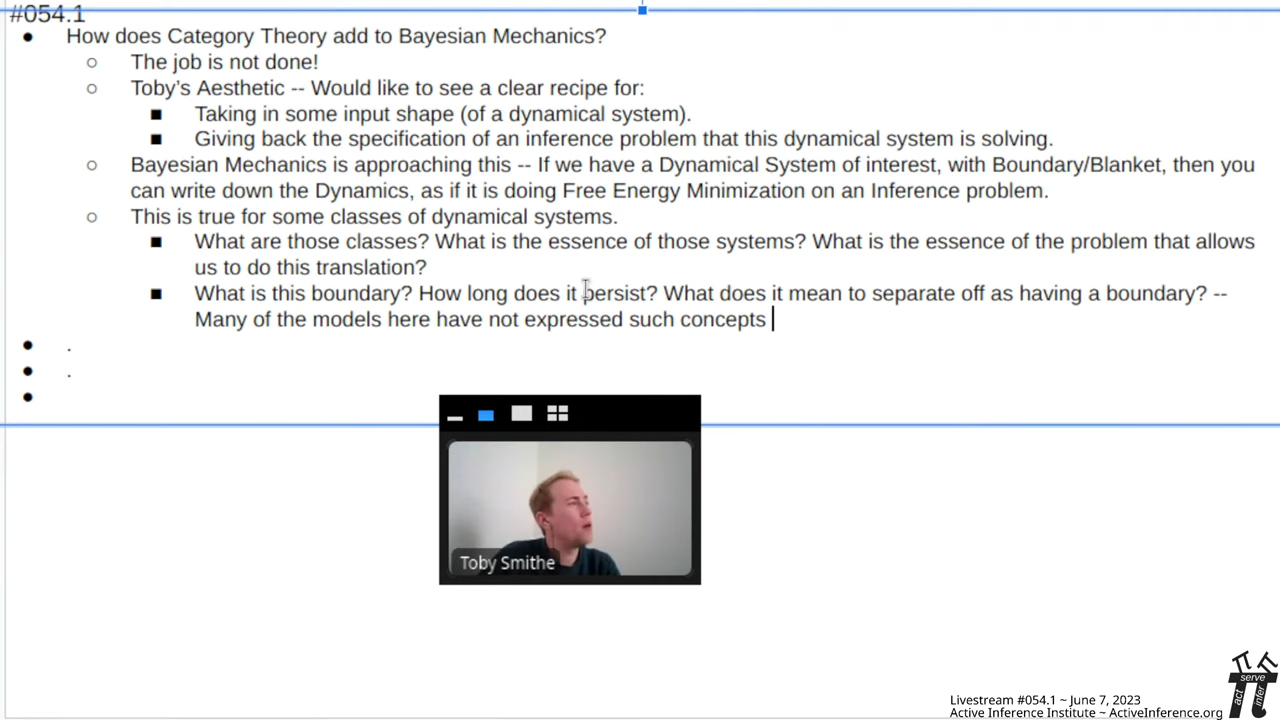 #054.1
● How does Category Theory add to Bayesian Mechanics?
○ The job is not done!
○ Toby's Aesthetic -- Would like to see a clear recipe for:
■ Taking in some input shape (of a dynamical system).
■ Giving back the specification of an inference problem that this dynamical system is solving.
○ Bayesian Mechanics is approaching this -- If we have a Dynamical System of interest, with Boundary/Blanket, then you
can write down the Dynamics, as if it is doing Free Energy Minimization on an Inference problem.
○ This is true for some classes of dynamical systems.
■ What are those classes? What is the essence of those systems? What is the essence of the problem that allows
us to do this translation?
■ What is this boundary? How long does it persist? What does it mean to separate off as having a boundary? --
Many of the models here have not expressed such concepts
● .
● .
●
Toby Smithe
act
serve
infer
Livestream #054.1 ~ June 7, 2023
Active Inference Institute ~ ActiveInference.org